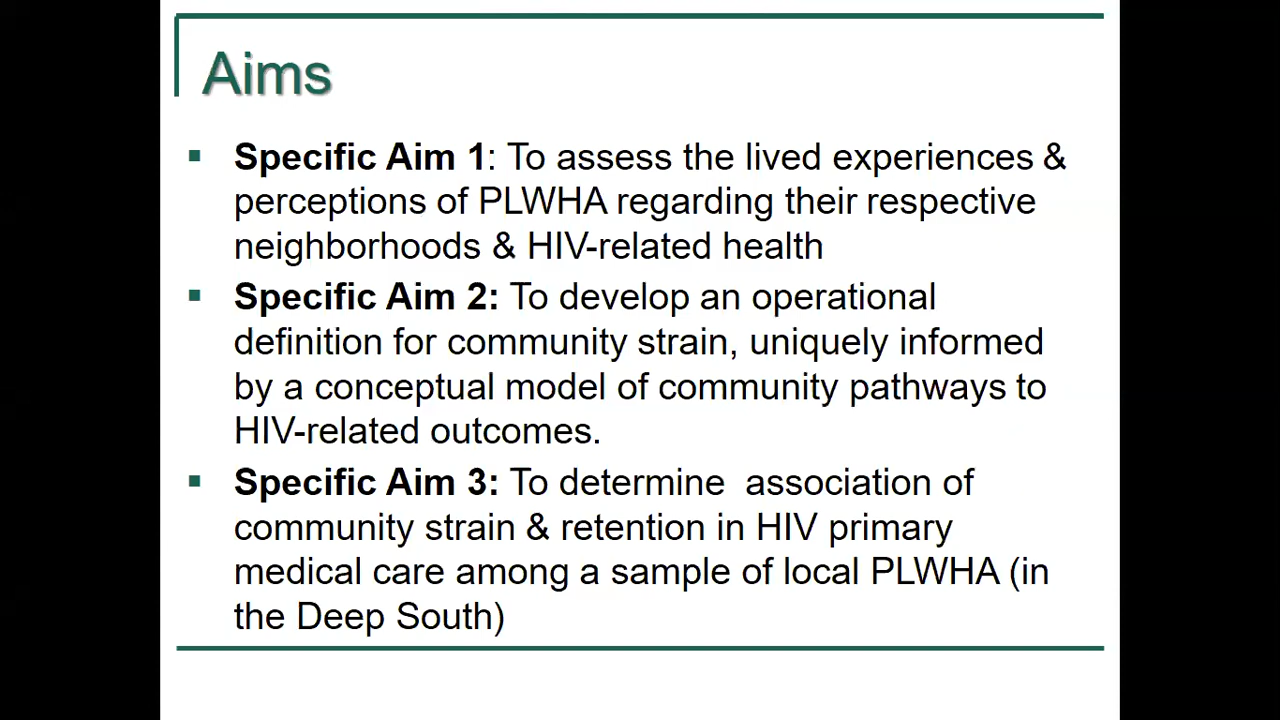 Aims
▪ Specific Aim 1: To assess the lived experiences &
perceptions of PLWHA regarding their respective
neighborhoods & HIV-related health
▪ Specific Aim 2: To develop an operational
definition for community strain, uniquely informed
by a conceptual model of community pathways to
HIV-related outcomes.
▪ Specific Aim 3: To determine  association of
community strain & retention in HIV primary
medical care among a sample of local PLWHA (in
the Deep South)